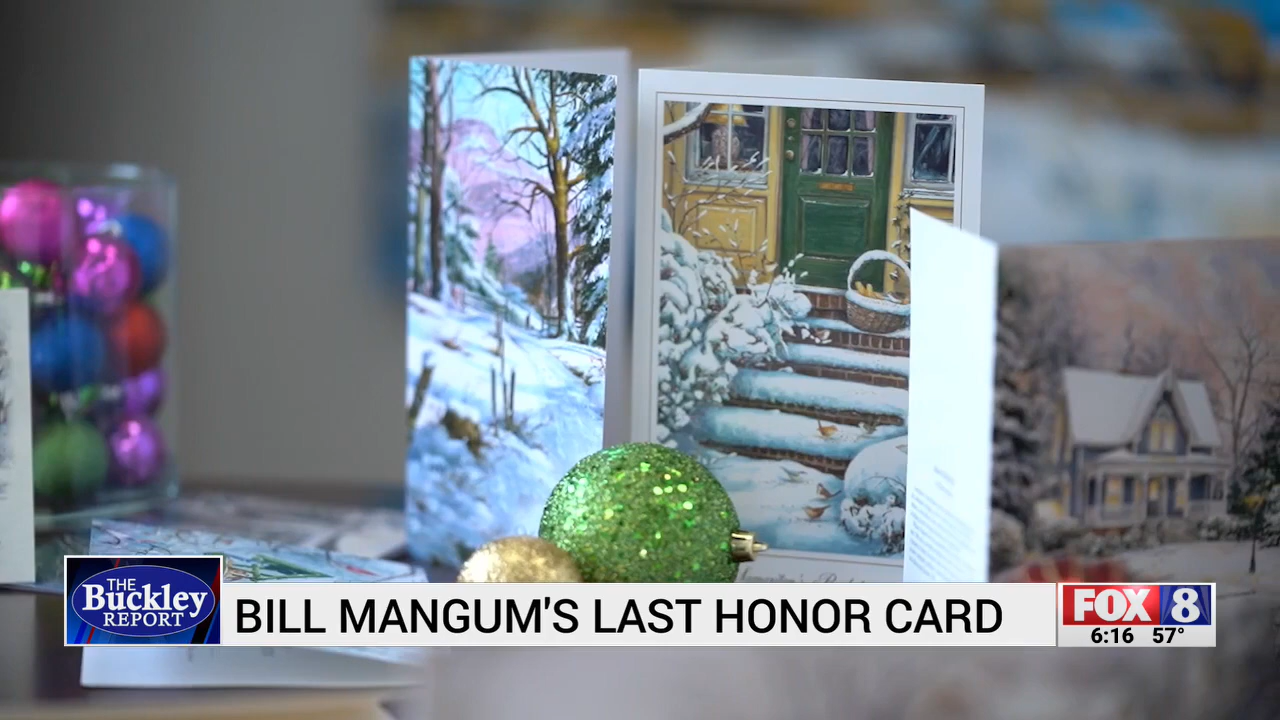 THE
Buckley
REPORT
BILL MANGUM'S LAST HONOR CARD
FOX 8
6:16 57°